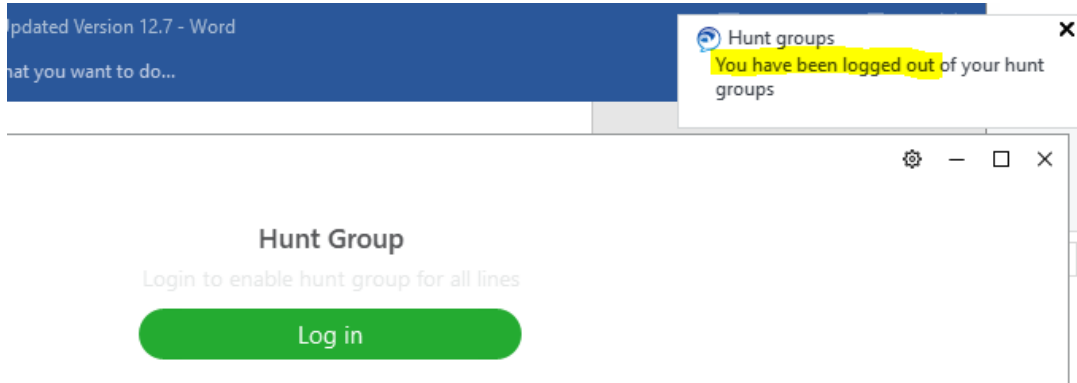 Updated Version 12.7 - Word
hat you want to do...
Hunt groups
You have been logged out of your hunt
groups
Hunt Group
Login to enable hunt group for all lines
Log in